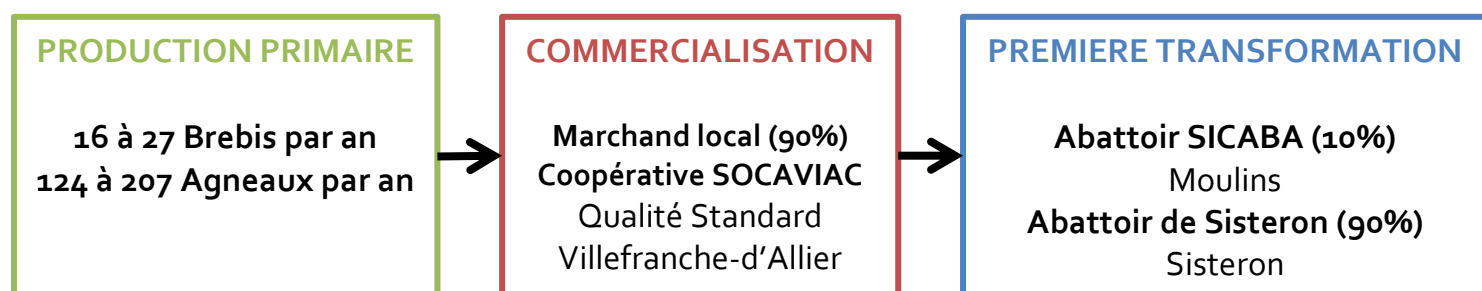 PRODUCTION PRIMAIRE
16 à 27 Brebis par an
124 à 207 Agneaux par an
COMMERCIALISATION
Marchand local (90%)
Coopérative SOCAVIAC
Qualité Standard
Villefranche-d'Allier
PREMIERE TRANSFORMATION
Abattoir SICABA (10%)
Moulins
Abattoir de Sisteron (90%)
Sisteron